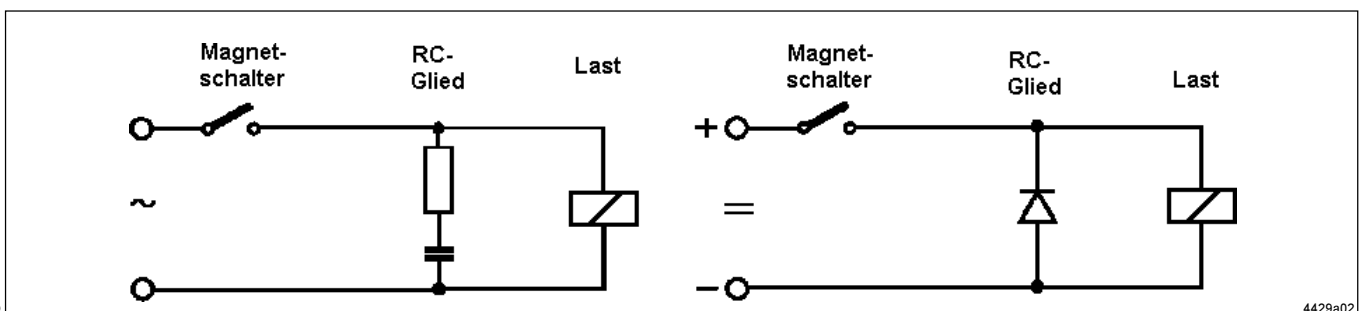 Magnet-
schalter
RC-
Glied
Last
~
Magnet-
schalter
RC-
Glied
Last
+
=
–
4429a02